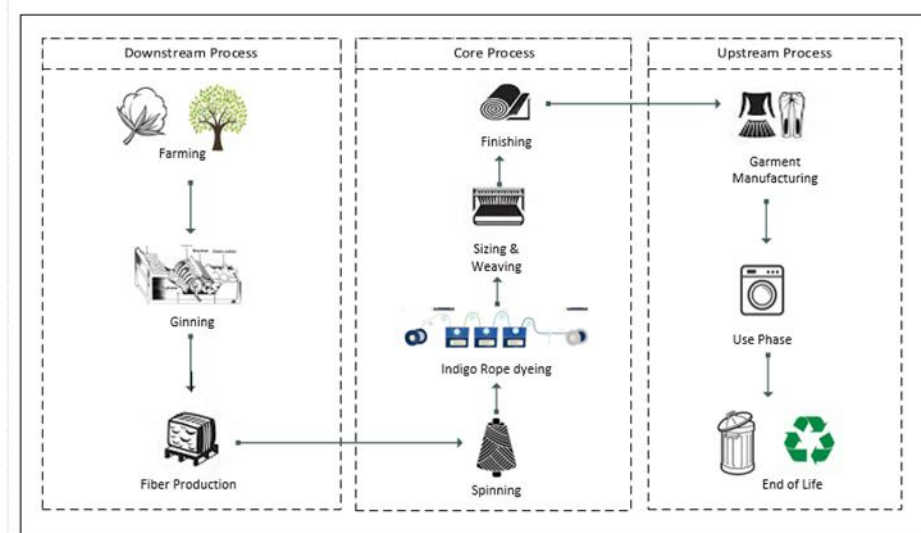 Downstream Process
Farming
Ginning
Fiber Production
Core Process
Finishing
Sizing &
Weaving
Indigo Rope dyeing
Spinning
Upstream Process
Garment
Manufacturing
Use Phase
End of Life